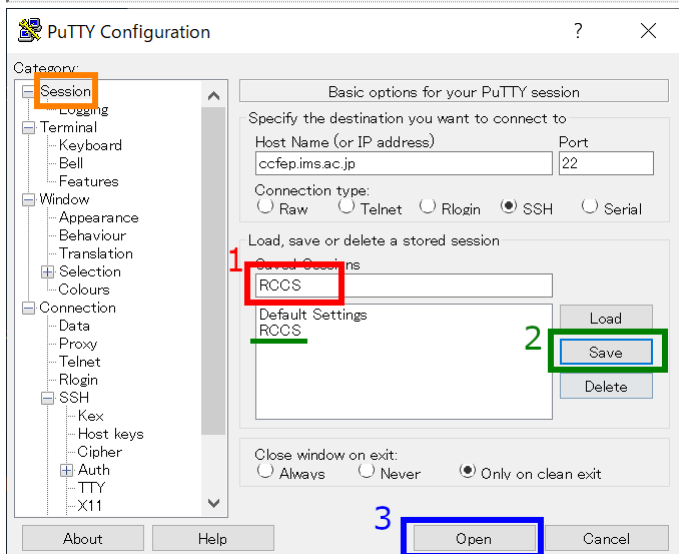 PuTTY Configuration
?
Category:
Session
Logging
Terminal
Keyboard
Bell
Features
Window
Appearance
Behaviour
Translation
Selection
Colours
Connection
Data
Proxy
Telnet
Rlogin
SSH
Kex
Host keys
Cipher
Auth
TTY
X11
Basic options for your PuTTY session
Specify the destination you want to connect to
Host Name (or IP address) Port
ccfep.ims.ac.jp 22
Connection type:
Raw Telnet Rlogin SSH Serial
Load, save or delete a stored session
1
Saved Sessions
RCCS
Default Settings
RCCS
Load
2
Save
Delete
Close window on exit:
Always Never Only on clean exit
3
About Help Open Cancel